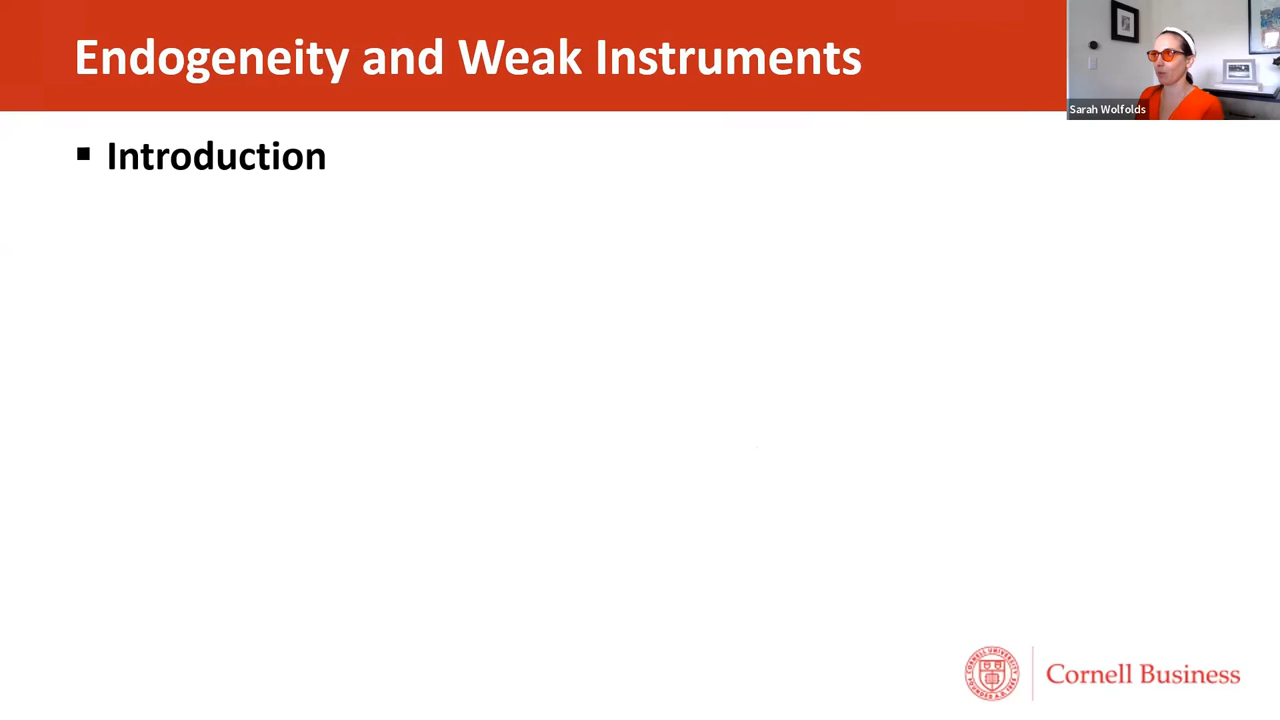 Endogeneity and Weak Instruments
Sarah Wolfolds
▪ Introduction
Cornell Business